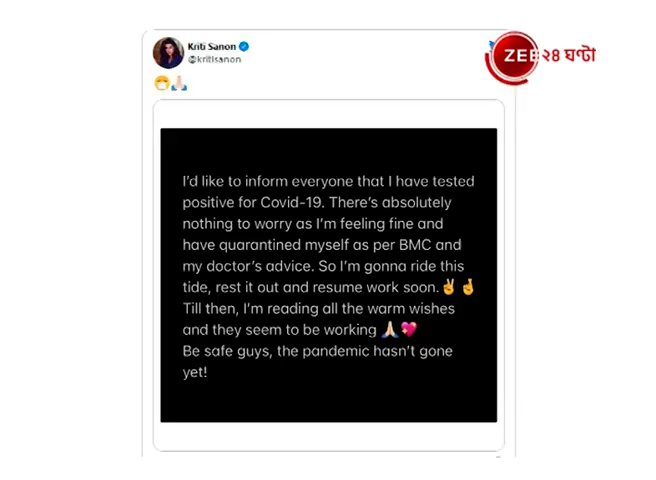 Kriti Sanon
@kritisanon
ZEE ২৪ ঘণ্টা
😷🙏🏻
I'd like to inform everyone that I have tested
positive for Covid-19. There's absolutely
nothing to worry as I'm feeling fine and
have quarantined myself as per BMC and
my doctor's advice. So I'm gonna ride this
tide, rest it out and resume work soon.✌️🤞
Till then, I'm reading all the warm wishes
and they seem to be working 🙏🏻💖
Be safe guys, the pandemic hasn't gone
yet!